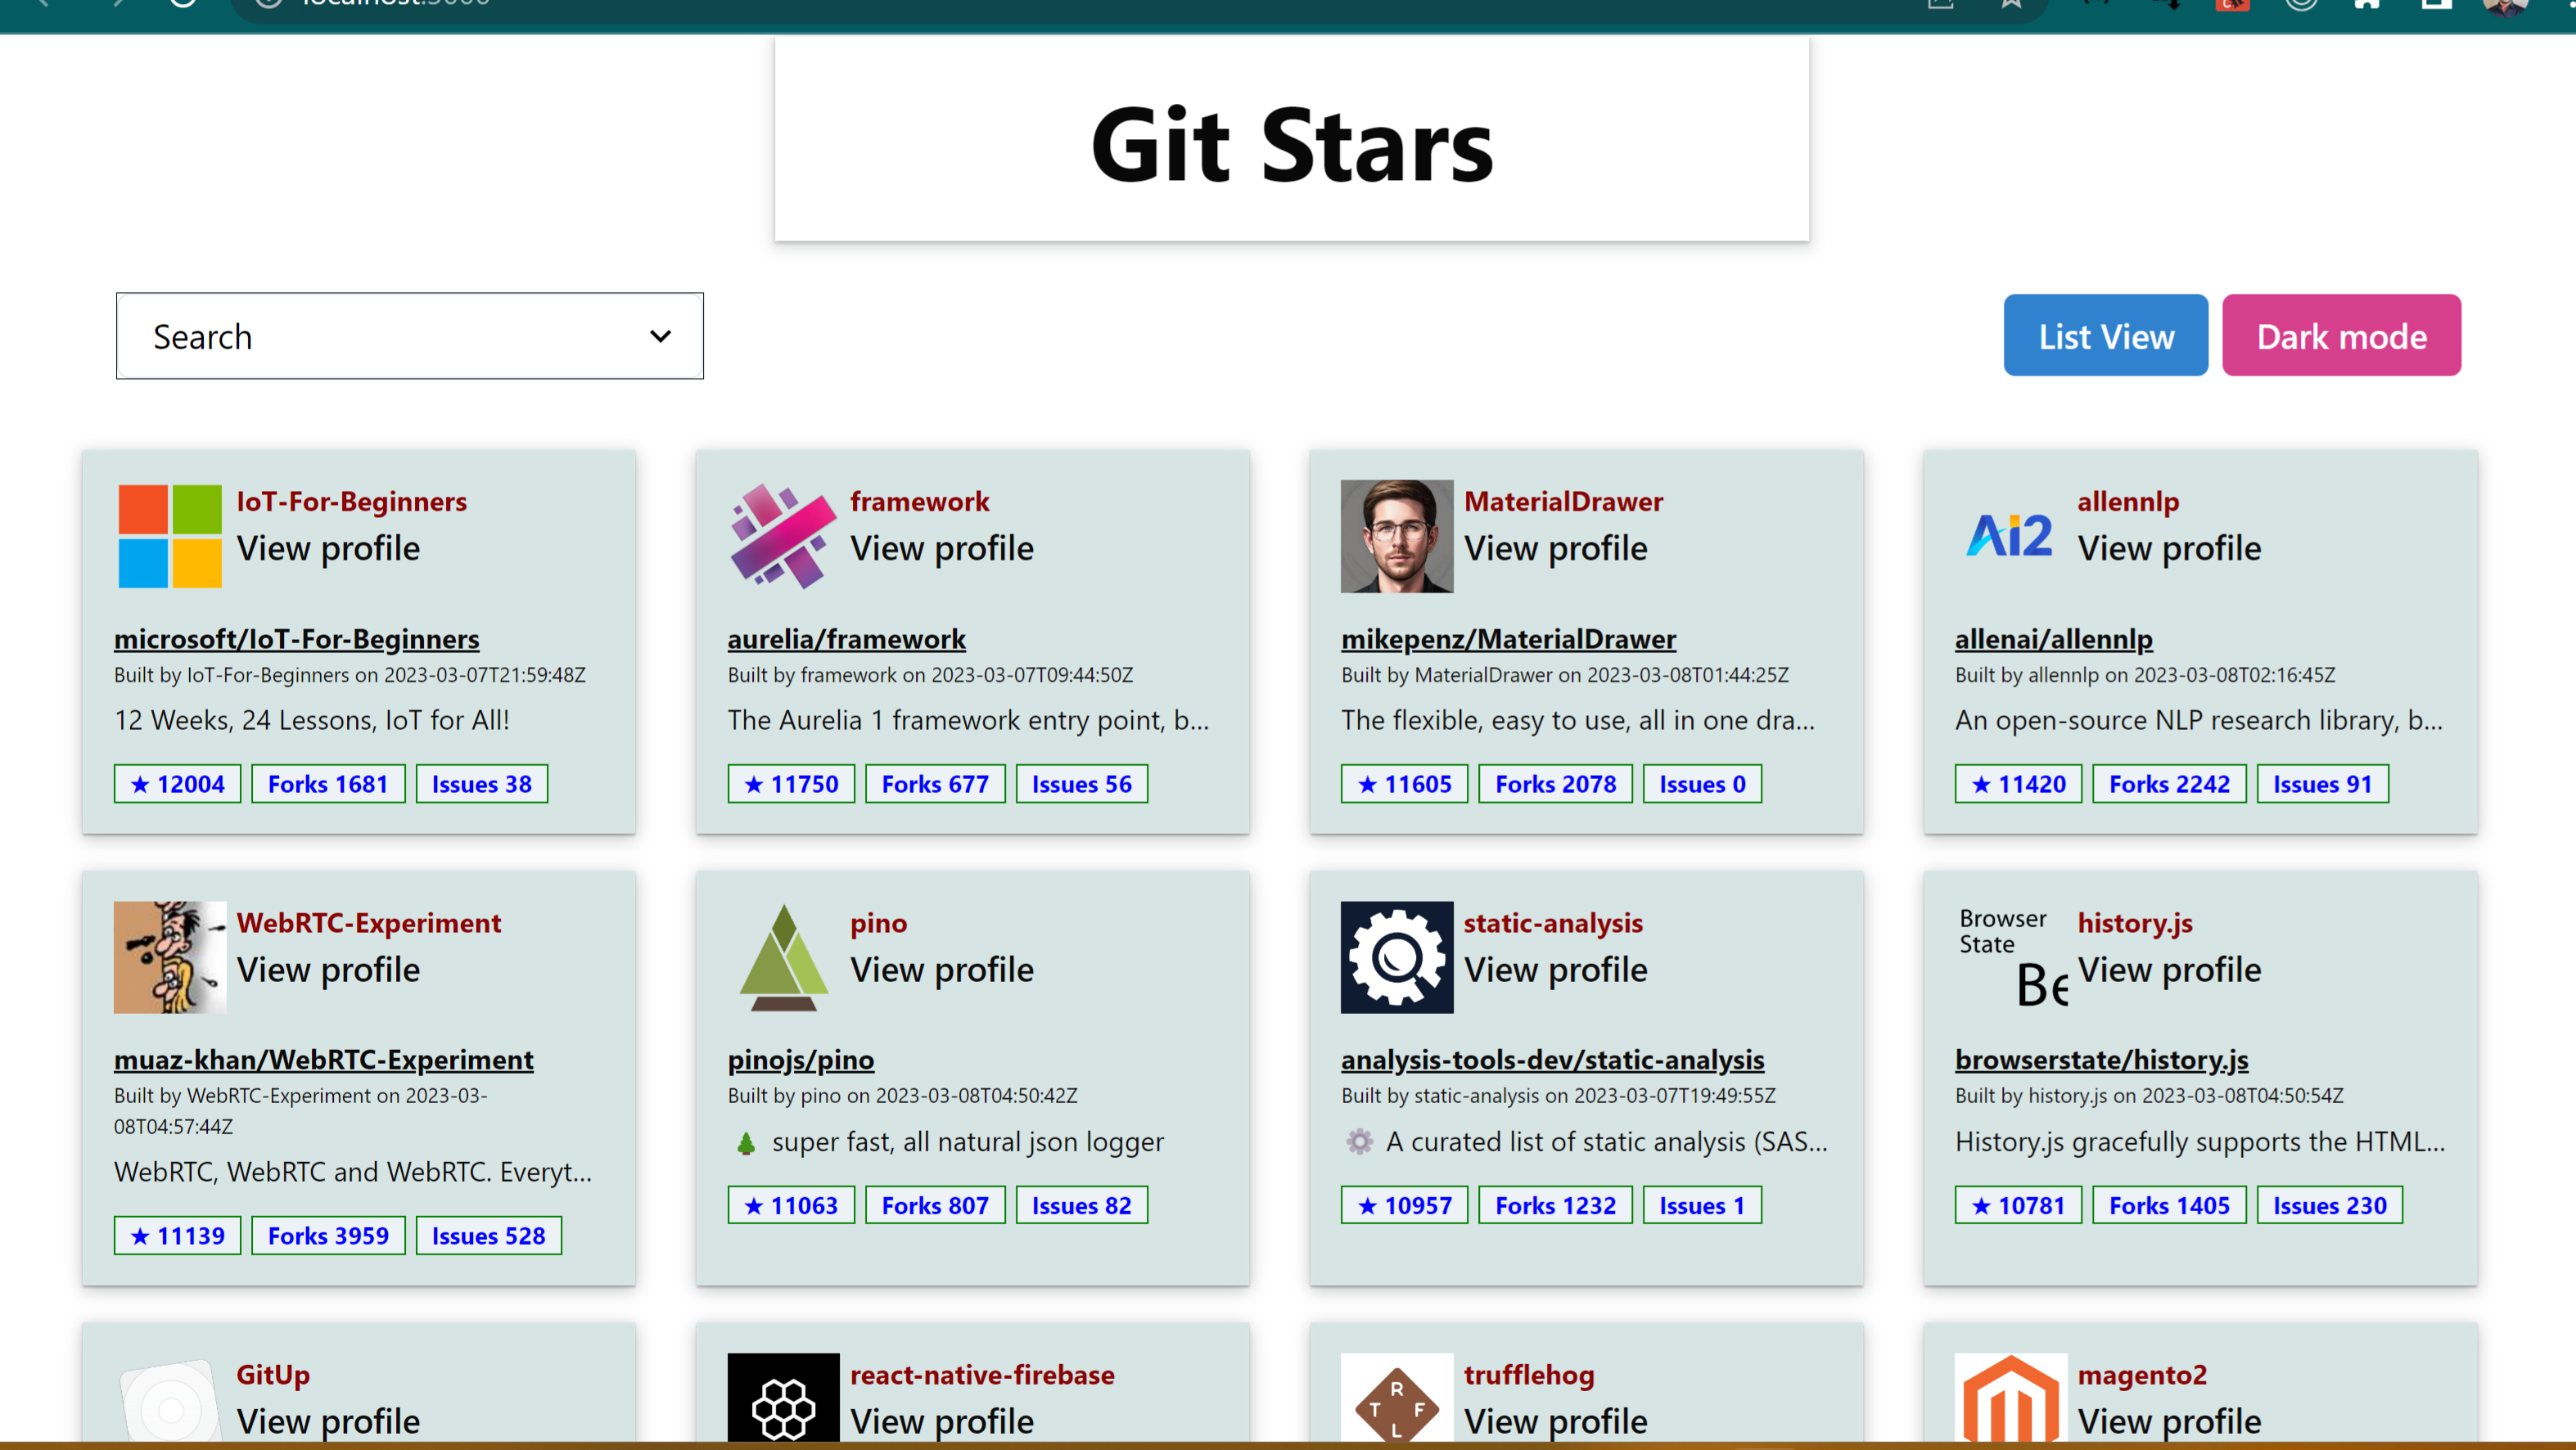 Git Stars
Search
List View
Dark mode
IoT-For-Beginners
View profile
microsoft/IoT-For-Beginners
Built by IoT-For-Beginners on 2023-03-07T21:59:48Z
12 Weeks, 24 Lessons, IoT for All!
★ 12004 Forks 1681 Issues 38
framework
View profile
aurelia/framework
Built by framework on 2023-03-07T09:44:50Z
The Aurelia 1 framework entry point, b...
★ 11750 Forks 677 Issues 56
MaterialDrawer
View profile
mikepenz/MaterialDrawer
Built by MaterialDrawer on 2023-03-08T01:44:25Z
The flexible, easy to use, all in one dra...
★ 11605 Forks 2078 Issues 0
Ai2
allennlp
View profile
allenai/allennlp
Built by allennlp on 2023-03-08T02:16:45Z
An open-source NLP research library, b...
★ 11420 Forks 2242 Issues 91
WebRTC-Experiment
View profile
muaz-khan/WebRTC-Experiment
Built by WebRTC-Experiment on 2023-03-
08T04:57:44Z
WebRTC, WebRTC and WebRTC. Everyt...
★ 11139 Forks 3959 Issues 528
pino
View profile
pinojs/pino
Built by pino on 2023-03-08T04:50:42Z
🌲 super fast, all natural json logger
★ 11063 Forks 807 Issues 82
static-analysis
View profile
analysis-tools-dev/static-analysis
Built by static-analysis on 2023-03-07T19:49:55Z
⚙️ A curated list of static analysis (SAS...
★ 10957 Forks 1232 Issues 1
Browser
State
Be
history.js
View profile
browserstate/history.js
Built by history.js on 2023-03-08T04:50:54Z
History.js gracefully supports the HTML...
★ 10781 Forks 1405 Issues 230
GitUp
View profile
react-native-firebase
View profile
R
T F
L
trufflehog
View profile
magento2
View profile